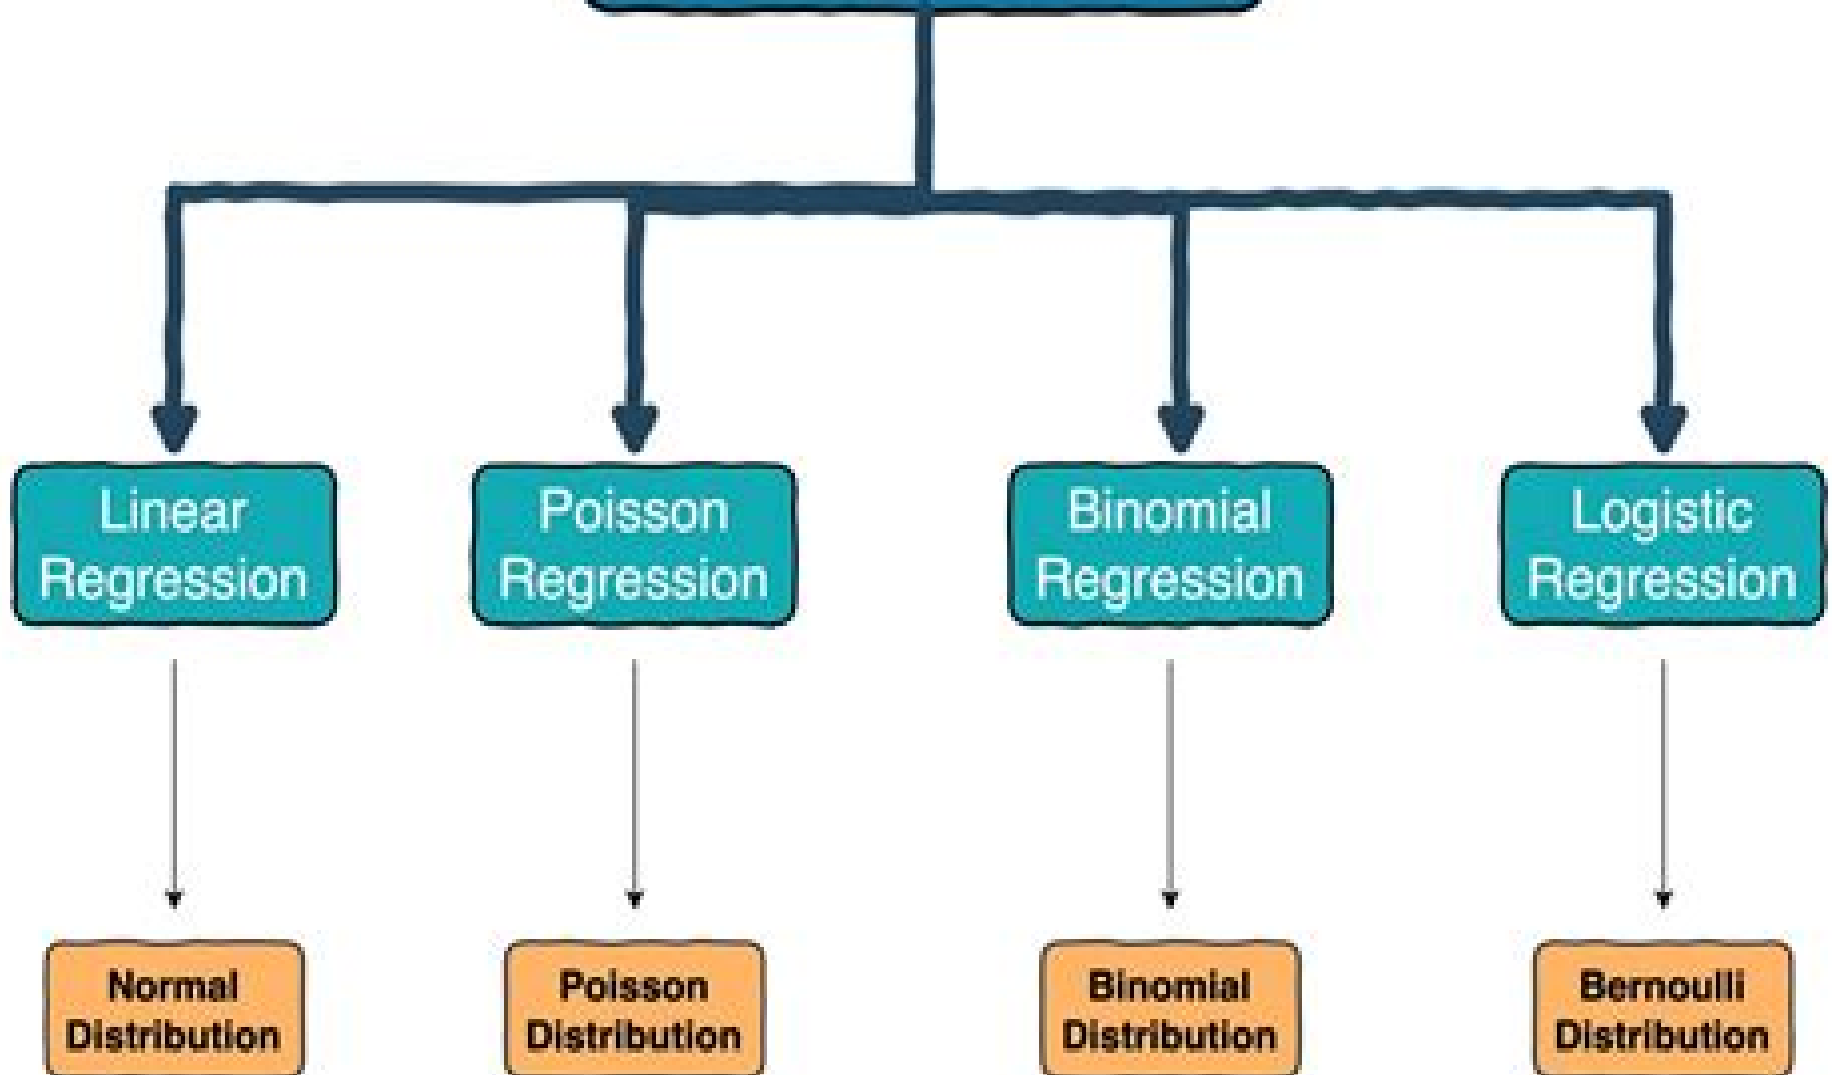 Linear
Regression
Poisson
Regression
Binomial
Regression
Logistic
Regression
Normal
Distribution
Poisson
Distribution
Binomial
Distribution
Bernoulli
Distribution